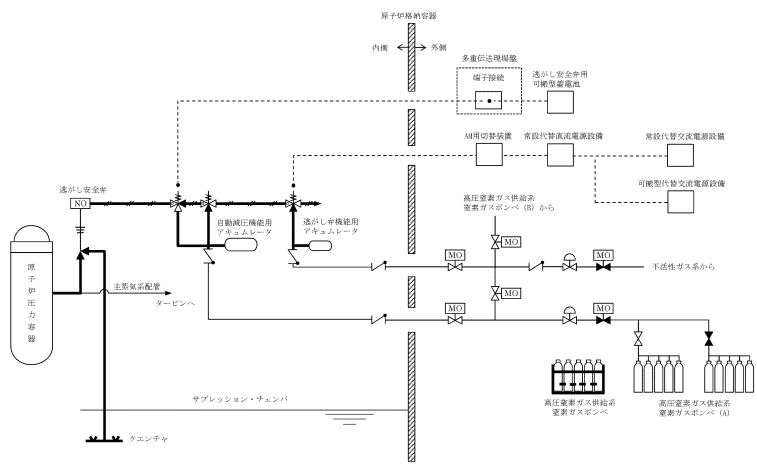 原子炉格納容器
内側
外側
多重伝送現場盤
端子接続
逃がし安全弁用
可搬型蓄電池
AM用切替装置
常設代替直流電源設備
常設代替交流電源設備
可搬型代替交流電源設備
逃がし安全弁
NO
自動減圧機能用
アキュムレータ
逃がし弁機能用
アキュムレータ
高圧窒素ガス供給系
窒素ガスボンベ(B)から
MO
MO
MO
不活性ガス系から
原子炉圧力容器
主蒸気系配管
タービンへ
MO
MO
MO
サプレッション・チェンバ
クエンチャ
高圧窒素ガス供給系
窒素ガスボンベ
高圧窒素ガス供給系
窒素ガスボンベ(A)